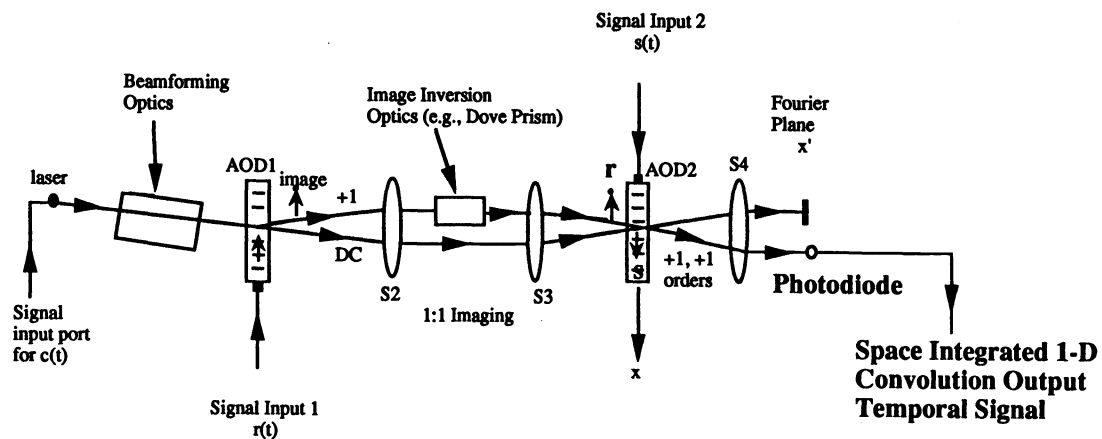 Signal Input 2
s(t)
Beamforming
Optics
Image Inversion
Optics (e.g., Dove Prism)
Fourier
Plane
x'
laser
AOD1
image
+1
DC
r
AOD2
S4
s
+1, +1
orders
S2
S3
1:1 Imaging
Photodiode
Signal
input port
for c(t)
x
Space Integrated 1-D
Convolution Output
Temporal Signal
Signal Input 1
r(t)